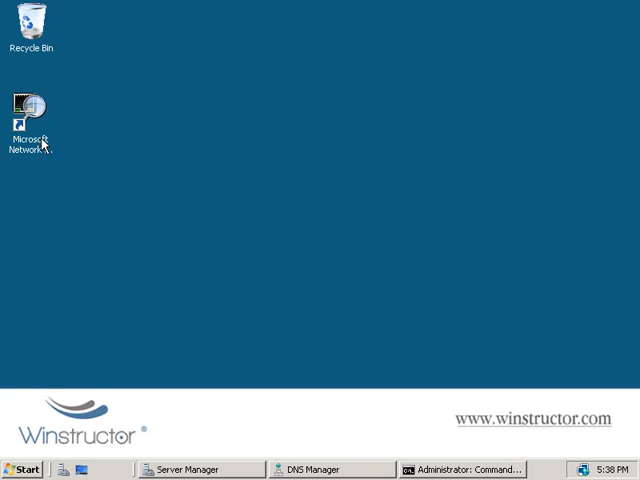 Recycle Bin
Microsoft
Network ...
Winstructor ®
www.winstructor.com
Start
Server Manager
DNS Manager
Administrator: Command...
5:38 PM